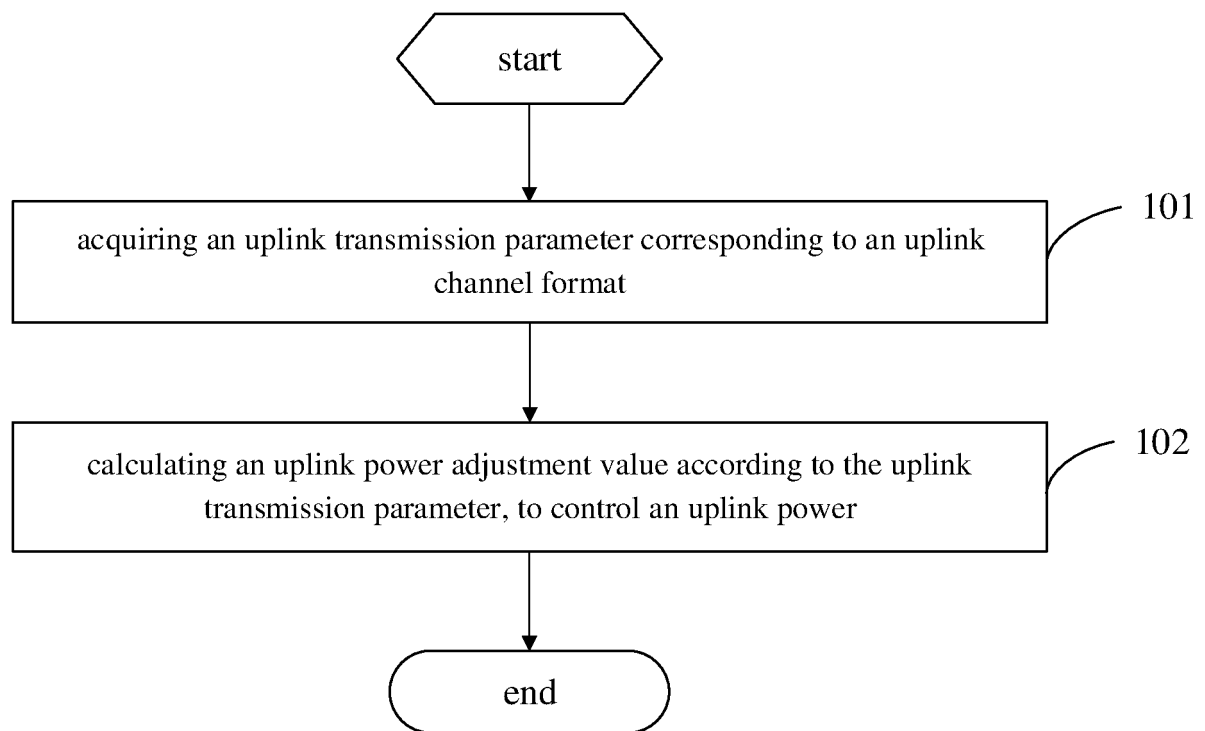 start
101
acquiring an uplink transmission parameter corresponding to an uplink
channel format
102
calculating an uplink power adjustment value according to the uplink
transmission parameter, to control an uplink power
end